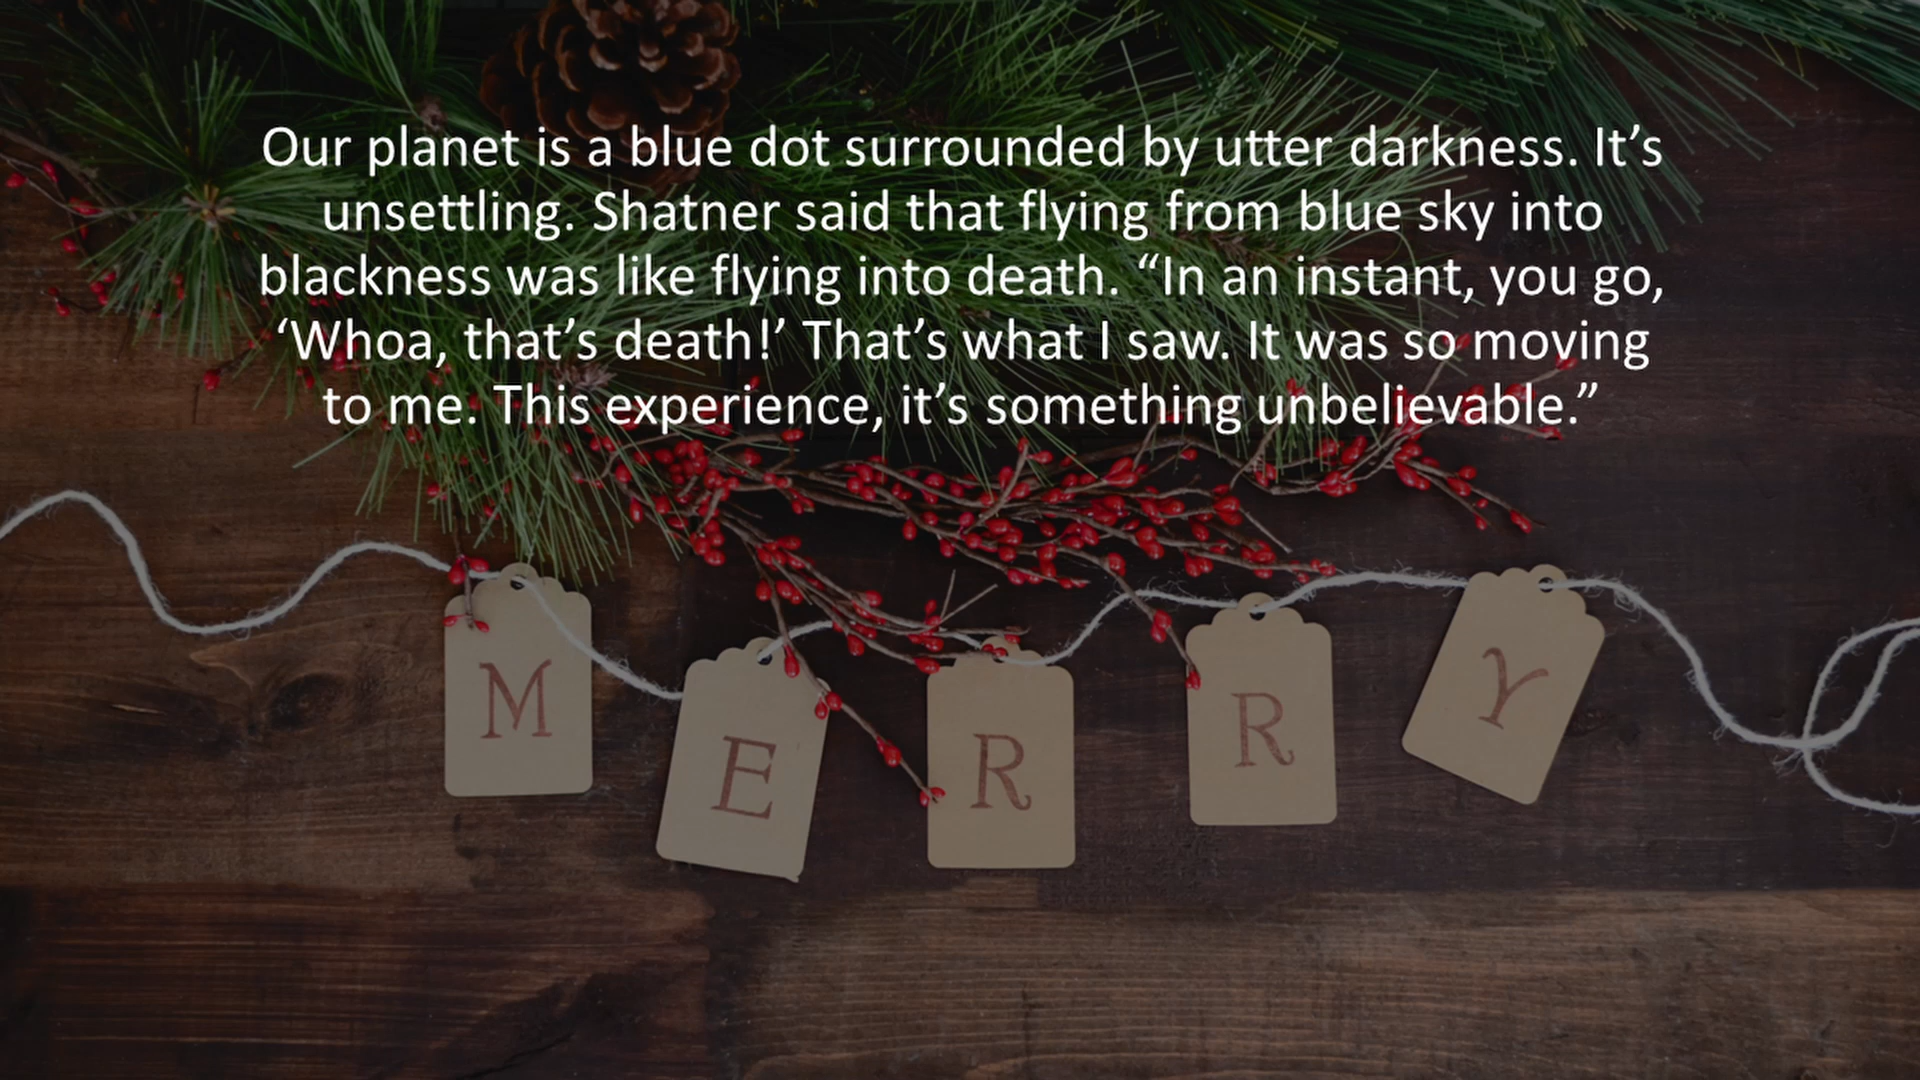 Our planet is a blue dot surrounded by utter darkness. It’s
unsettling. Shatner said that flying from blue sky into
blackness was like flying into death. “In an instant, you go,
‘Whoa, that’s death!’ That’s what I saw. It was so moving
to me. This experience, it’s something unbelievable.”
M E R R Y